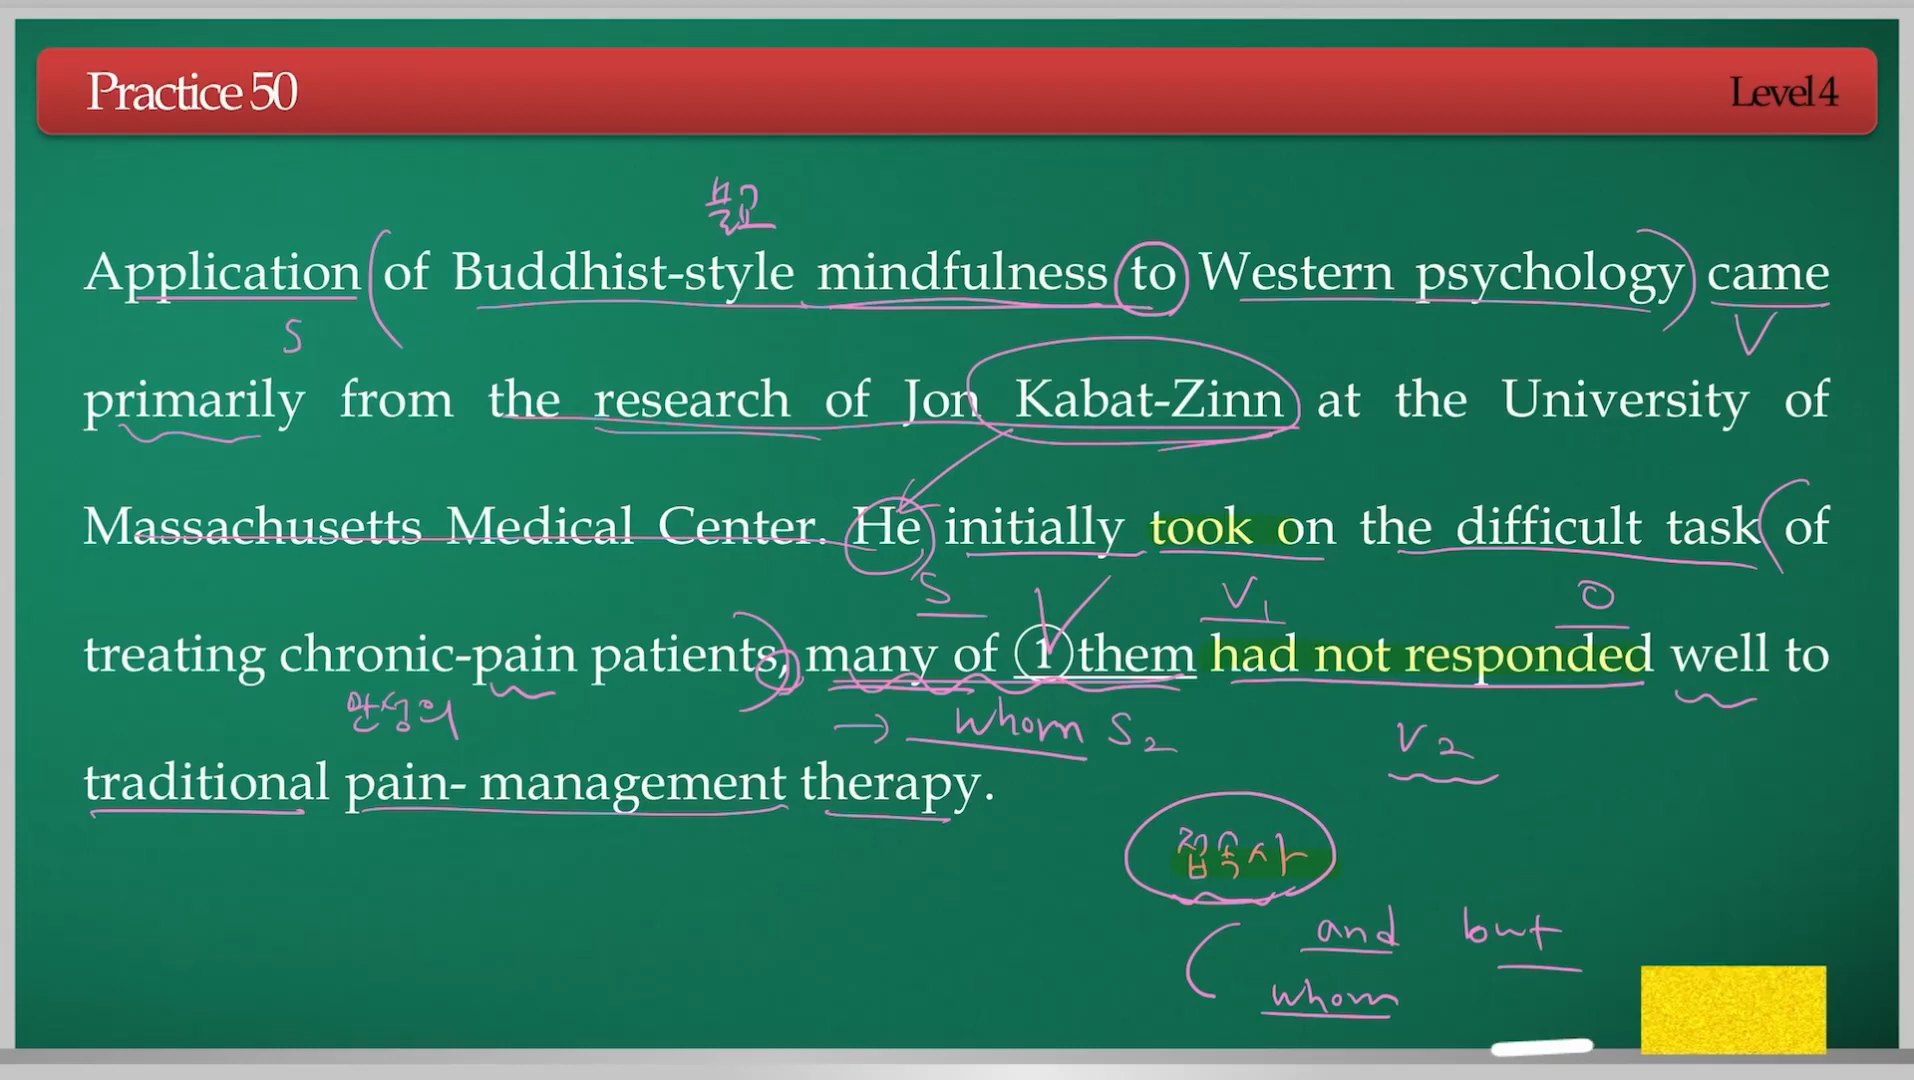 Practice 50
Level 4
불교
Application of Buddhist-style mindfulness to Western psychology came
S
V
primarily from the research of Jon Kabat-Zinn at the University of
Massachusetts Medical Center. He initially took on the difficult task of
S V1 O
treating chronic-pain patients, many of ①them had not responded well to
만성의
→ whom S2
V2
traditional pain- management therapy.
접속사
and but
whom